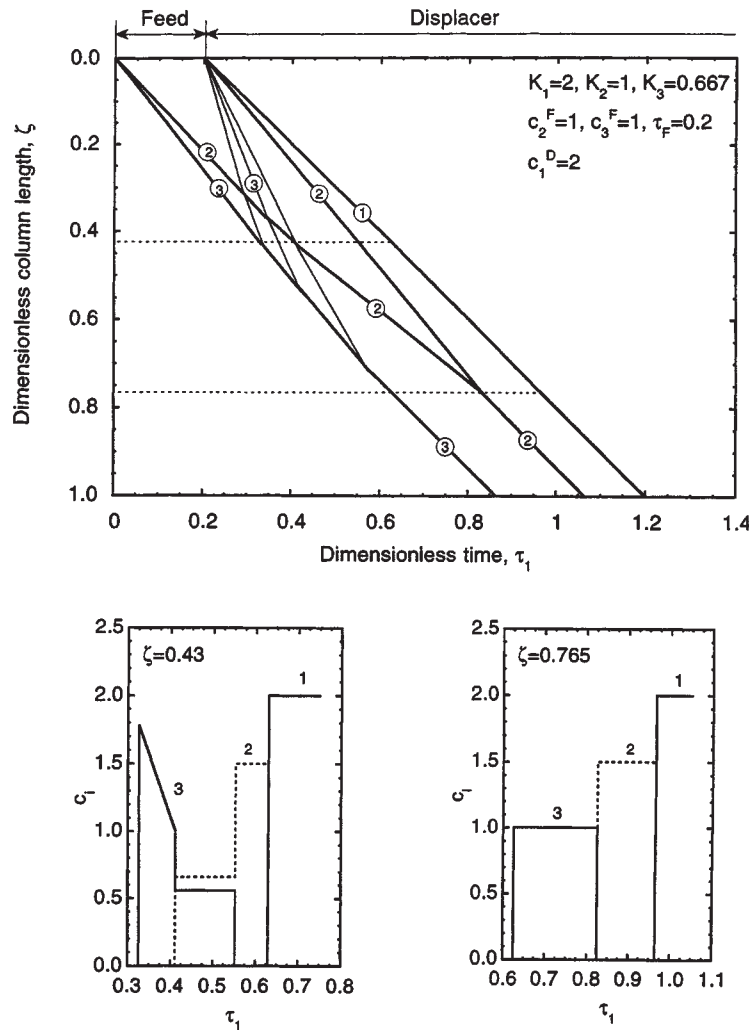 Feed Displacer
K₁=2, K₂=1, K₃=0.667
c₂ᶠ=1, c₃ᶠ=1, τF=0.2
c₁ᴰ=2
Dimensionless column length, ζ
0.0
0.2
0.4
0.6
0.8
1.0
2
3
3
2
1
2
2
3
0 0.2 0.4 0.6 0.8 1.0 1.2 1.4
Dimensionless time, τ₁
2.5
2.0
1.5
1.0
0.5
0.0
cᵢ
ζ=0.43
1
2
3
0.3 0.4 0.5 0.6 0.7 0.8
τ₁
2.5
2.0
1.5
1.0
0.5
0.0
cᵢ
ζ=0.765
1
2
3
0.6 0.7 0.8 0.9 1.0 1.1
τ₁